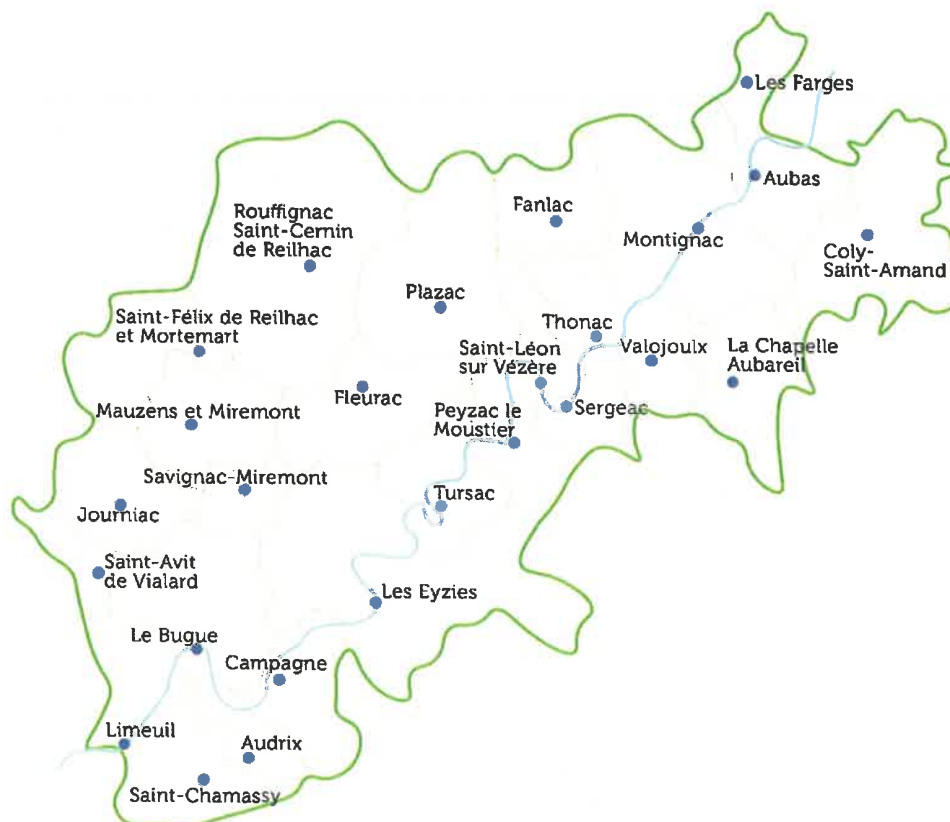 Les Farges
Aubas
Fanlac
Rouffignac
Saint-Cernin
de Reilhac
Montignac
Coly-
Saint-Amand
Plazac
Saint-Félix de Reilhac
et Mortemart
Thonac
Saint-Léon
sur Vézère
Valojoulx
La Chapelle
Aubareil
Fleurac
Mauzens et Miremont
Sergeac
Peyzac le
Moustier
Savignac-Miremont
Tursac
Journiac
Saint-Avit
de Vialard
Les Eyzies
Le Bugue
Campagne
Limeuil
Audrix
Saint-Chamassy